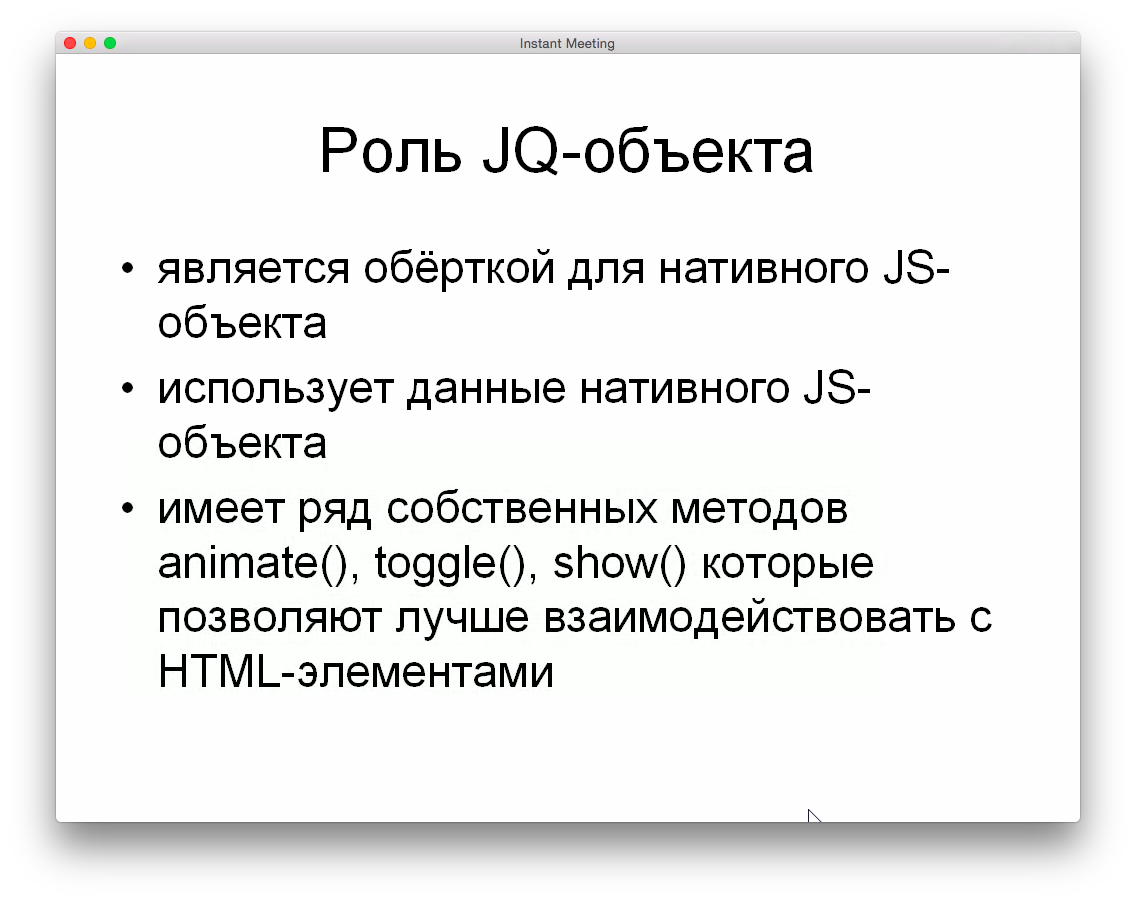 Instant Meeting
Роль JQ-объекта
• является обёрткой для нативного JS-
объекта
• использует данные нативного JS-
объекта
• имеет ряд собственных методов
animate(), toggle(), show() которые
позволяют лучше взаимодействовать с
HTML-элементами